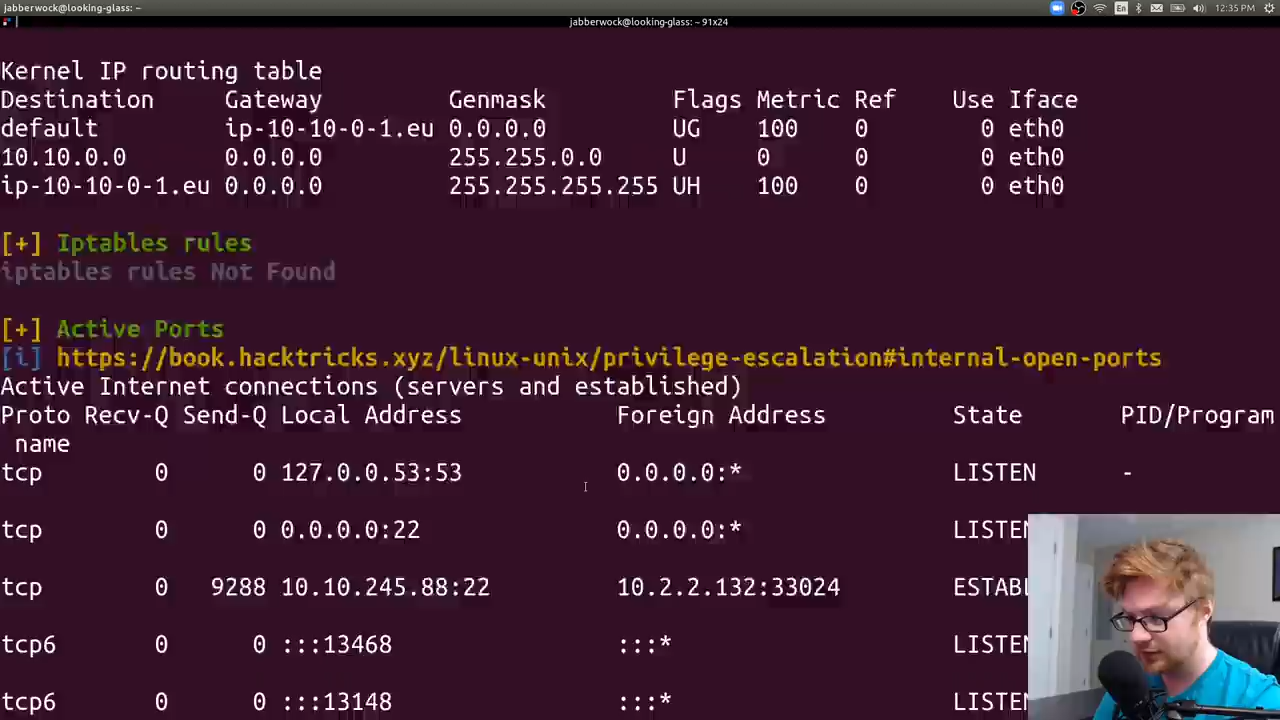 jabberwock@looking-glass: ~
En
12:35 PM
jabberwock@looking-glass: ~ 91x24
Kernel IP routing table
Destination Gateway Genmask Flags Metric Ref Use Iface
default ip-10-10-0-1.eu 0.0.0.0 UG 100 0 0 eth0
10.10.0.0 0.0.0.0 255.255.0.0 U 0 0 0 eth0
ip-10-10-0-1.eu 0.0.0.0 255.255.255.255 UH 100 0 0 eth0
[+] Iptables rules
iptables rules Not Found
[+] Active Ports
[i] https://book.hacktricks.xyz/linux-unix/privilege-escalation#internal-open-ports
Active Internet connections (servers and established)
Proto Recv-Q Send-Q Local Address Foreign Address State PID/Program
name
tcp 0 0 127.0.0.53:53 0.0.0.0:* LISTEN -
tcp 0 0 0.0.0.0:22 0.0.0.0:* LISTEN
tcp 0 9288 10.10.245.88:22 10.2.2.132:33024 ESTABL
tcp6 0 0 :::13468 :::* LISTEN
tcp6 0 0 :::13148 :::* LISTEN